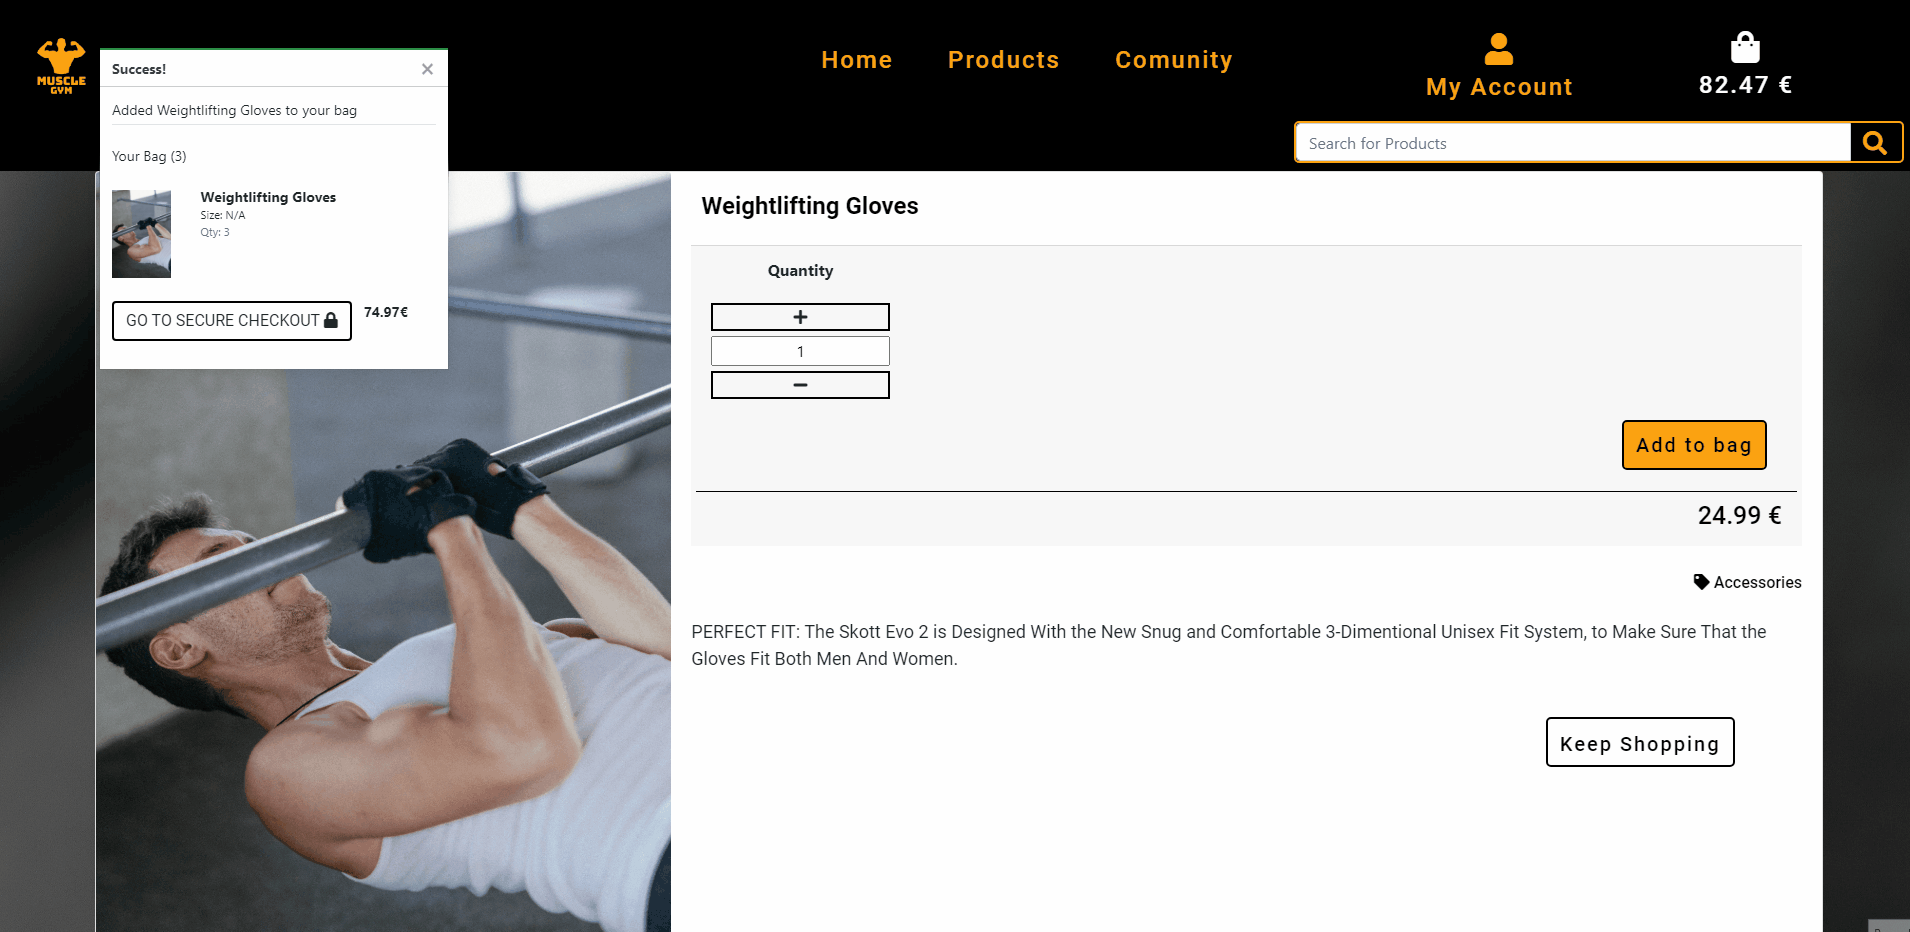 MUSCLE
GYM
Home
Products
Comunity
My Account
82.47 €
Search for Products
Success!
×
Added Weightlifting Gloves to your bag
Your Bag (3)
Weightlifting Gloves
Size: N/A
Qty: 3
GO TO SECURE CHECKOUT
74.97€
Weightlifting Gloves
Quantity
1
Add to bag
24.99 €
Accessories
PERFECT FIT: The Skott Evo 2 is Designed With the New Snug and Comfortable 3-Dimentional Unisex Fit System, to Make Sure That the
Gloves Fit Both Men And Women.
Keep Shopping